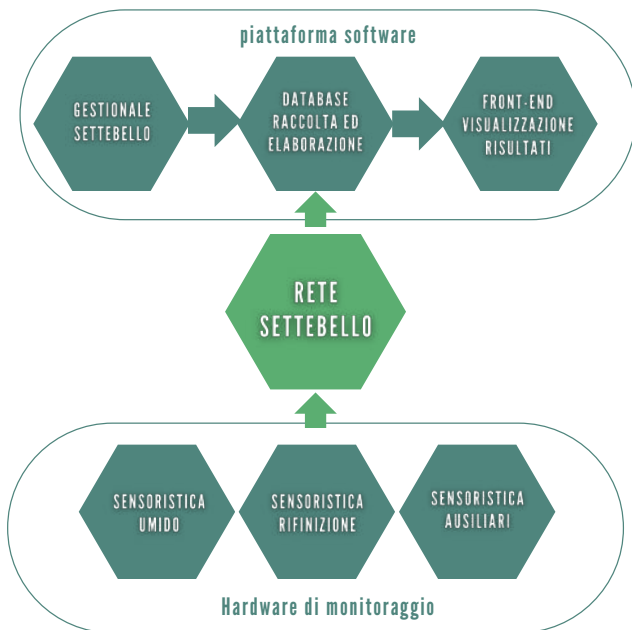 piattaforma software
GESTIONALE
SETTEBELLO
DATABASE
RACCOLTA ED
ELABORAZIONE
FRONT-END
VISUALIZZAZIONE
RISULTATI
RETE
SETTEBELLO
SENSORISTICA
UMIDO
SENSORISTICA
RIFINIZIONE
SENSORISTICA
AUSILIARI
Hardware di monitoraggio